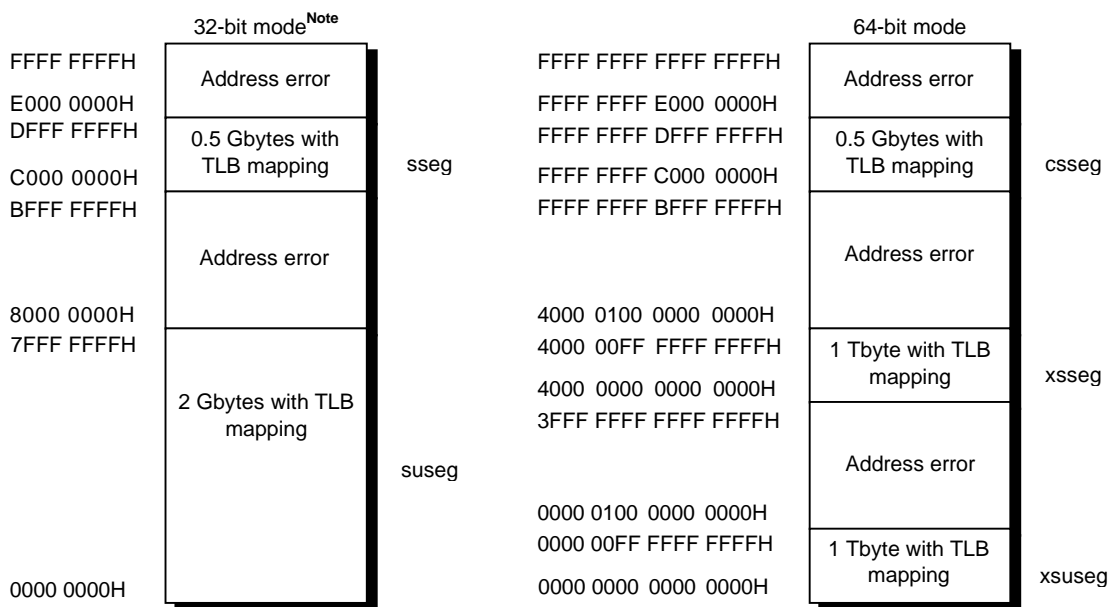 32-bit mode^Note
FFFF FFFFH
Address error
E000 0000H
DFFF FFFFH
0.5 Gbytes with
TLB mapping
sseg
C000 0000H
BFFF FFFFH
Address error
8000 0000H
7FFF FFFFH
2 Gbytes with TLB
mapping
suseg
0000 0000H
64-bit mode
FFFF FFFF FFFF FFFFH
Address error
FFFF FFFF E000 0000H
FFFF FFFF DFFF FFFFH
0.5 Gbytes with
TLB mapping
csseg
FFFF FFFF C000 0000H
FFFF FFFF BFFF FFFFH
Address error
4000 0100 0000 0000H
4000 00FF FFFF FFFFH
1 Tbyte with TLB
mapping
xsseg
4000 0000 0000 0000H
3FFF FFFF FFFF FFFFH
Address error
0000 0100 0000 0000H
0000 00FF FFFF FFFFH
1 Tbyte with TLB
mapping
xsuseg
0000 0000 0000 0000H